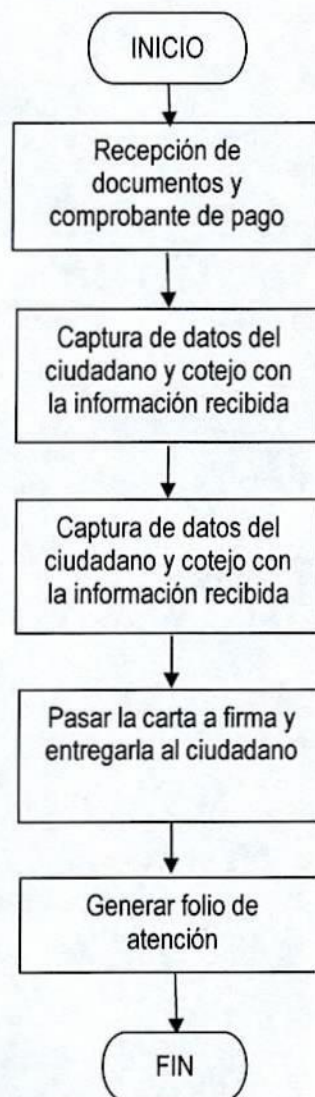 INICIO
Recepción de
documentos y
comprobante de pago
Captura de datos del
ciudadano y cotejo con
la información recibida
Captura de datos del
ciudadano y cotejo con
la información recibida
Pasar la carta a firma y
entregarla al ciudadano
Generar folio de
atención
FIN